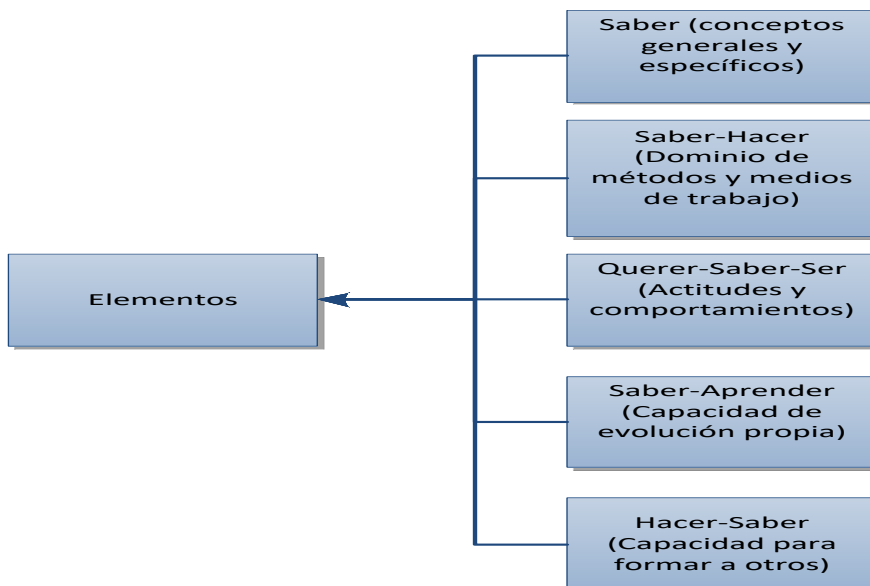 Saber (conceptos
generales y
específicos)
Saber-Hacer
(Dominio de
métodos y medios
de trabajo)
Elementos
Querer-Saber-Ser
(Actitudes y
comportamientos)
Saber-Aprender
(Capacidad de
evolución propia)
Hacer-Saber
(Capacidad para
formar a otros)